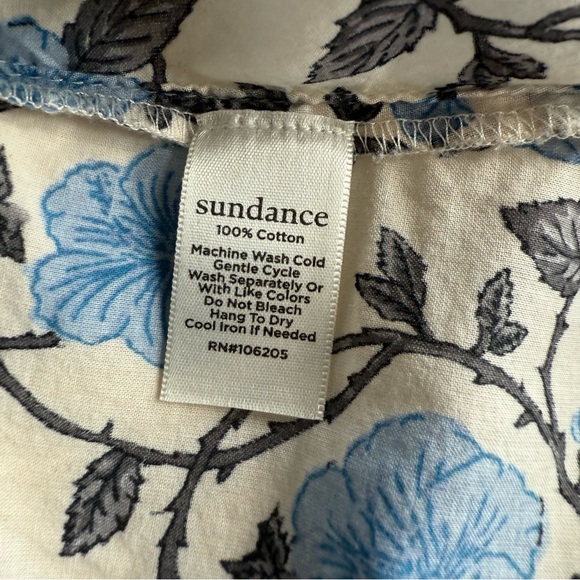 sundance
100% Cotton
Machine Wash Cold
Gentle Cycle
Wash Separately Or
With Like Colors
Do Not Bleach
Hang To Dry
Cool Iron If Needed
RN#106205